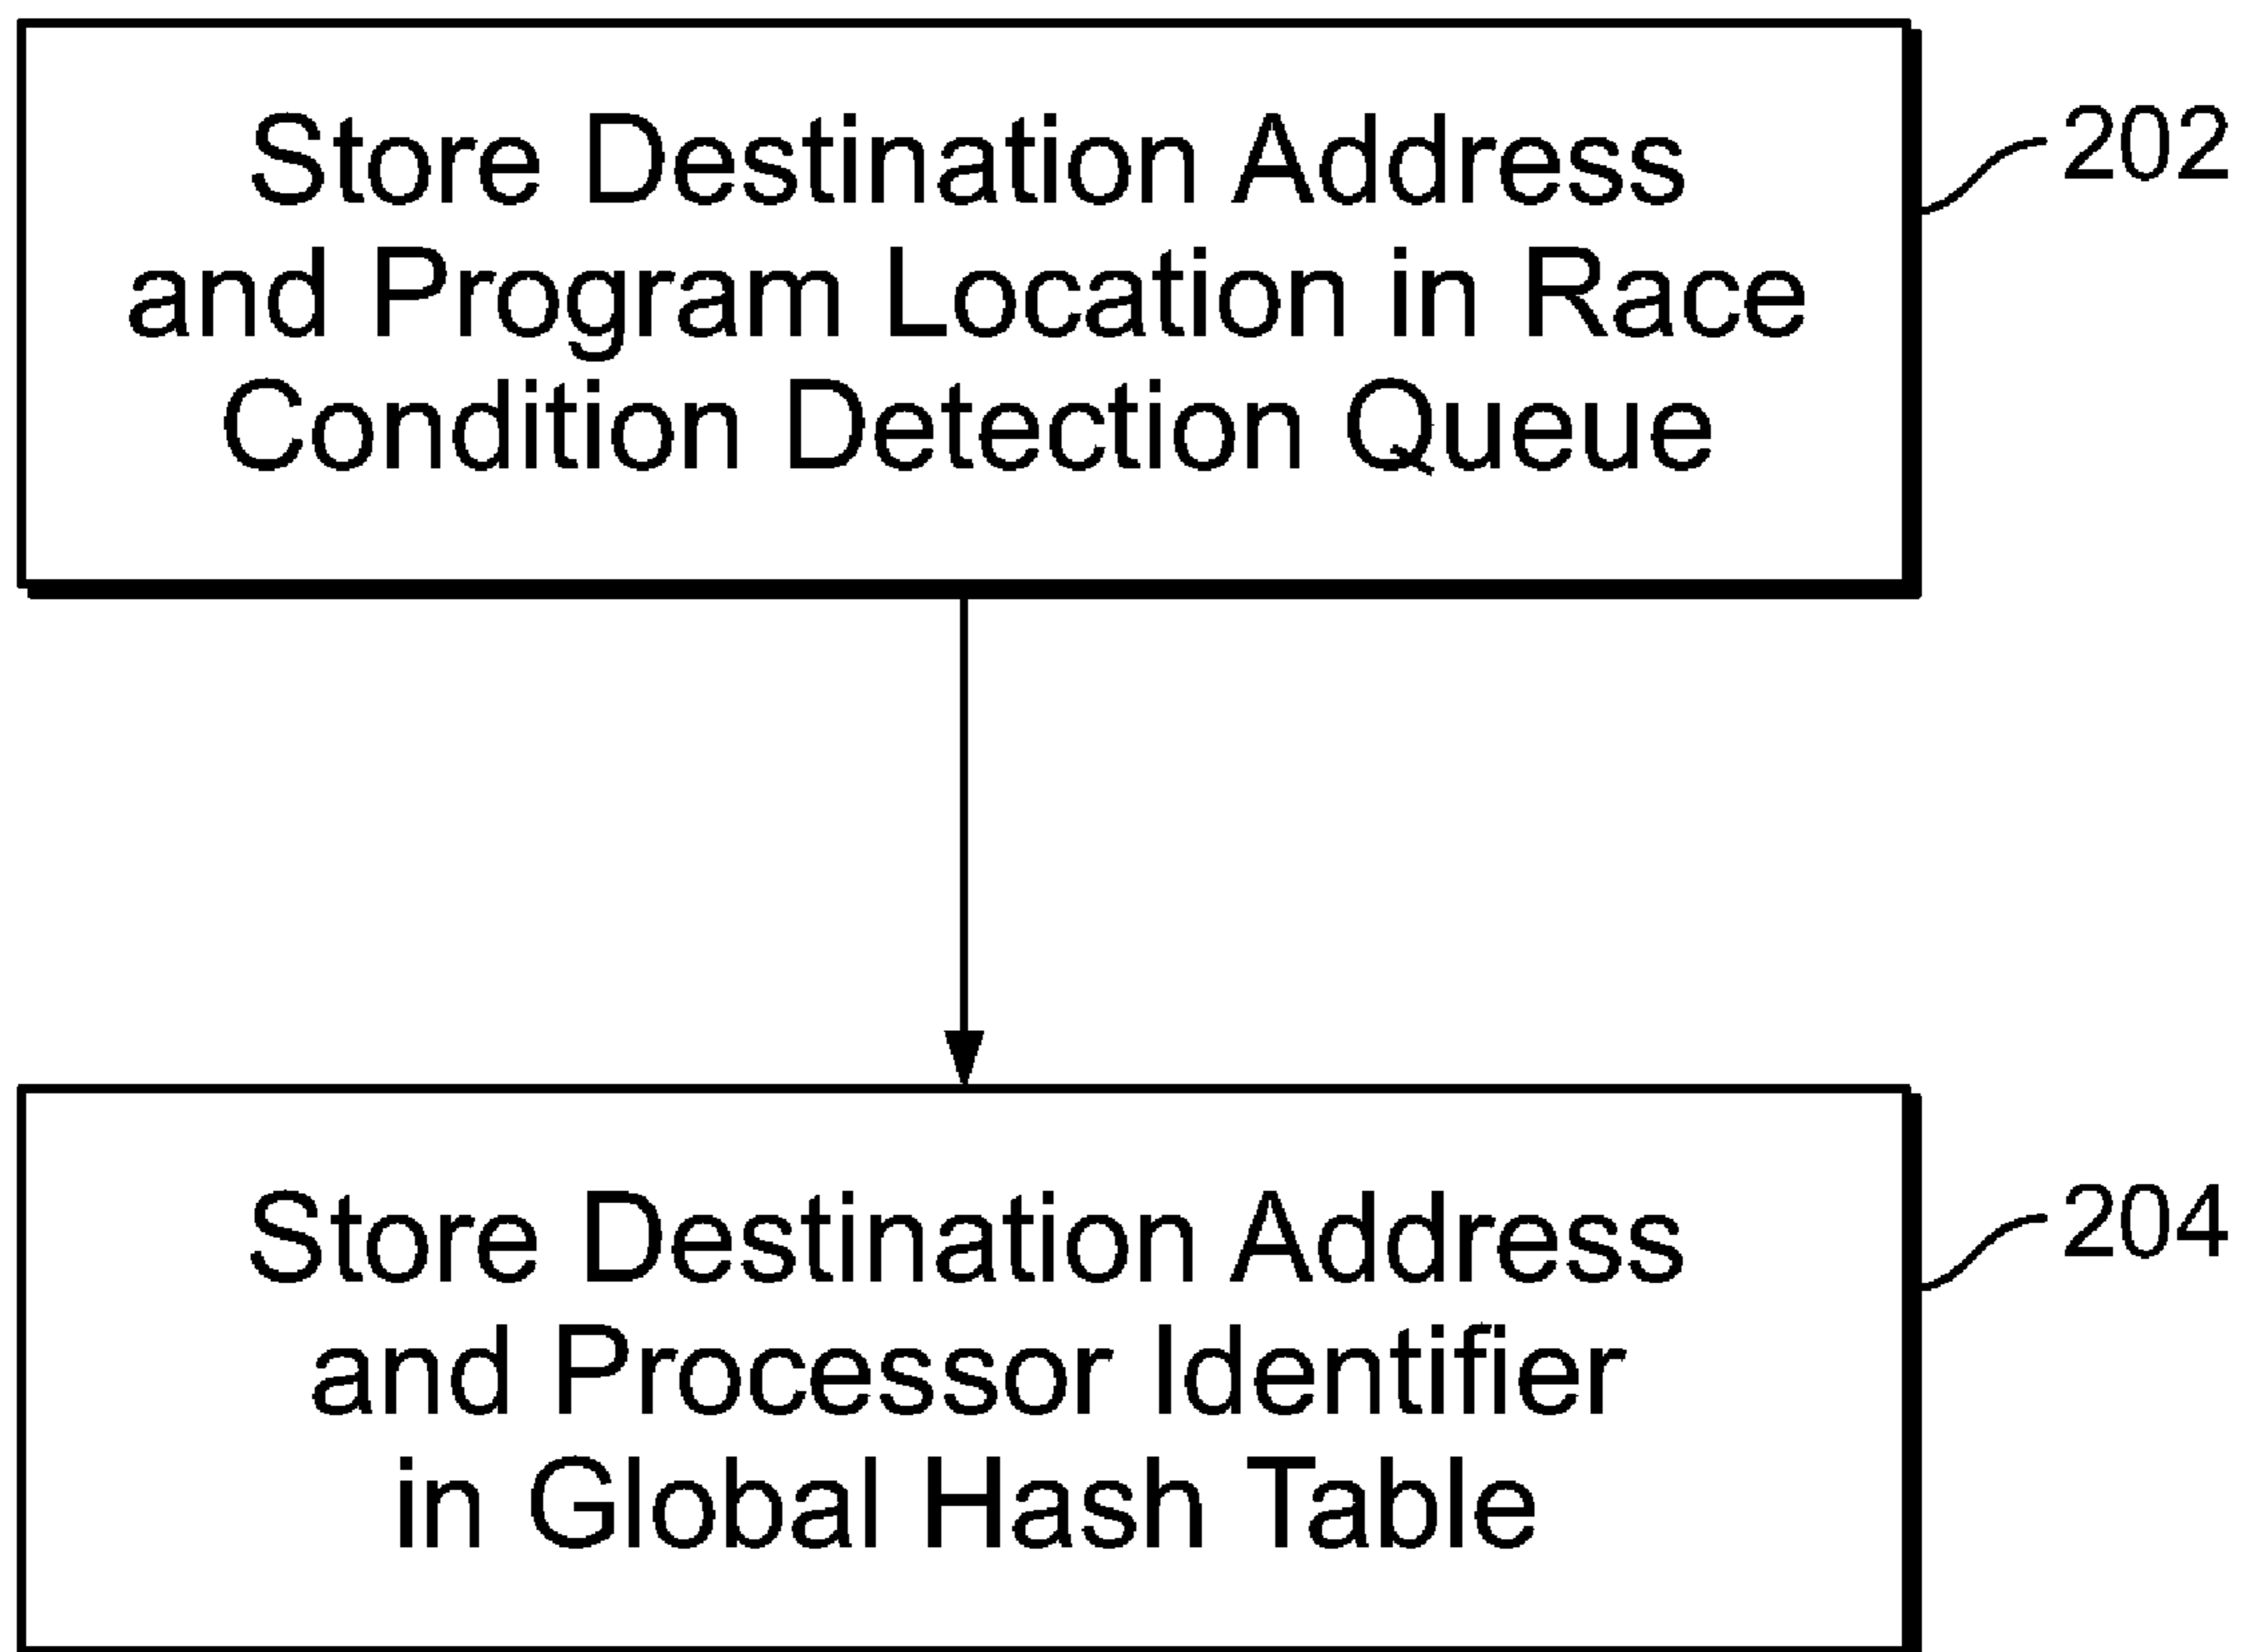 Store Destination Address
and Program Location in Race
Condition Detection Queue
202
Store Destination Address
and Processor Identifier
in Global Hash Table
204